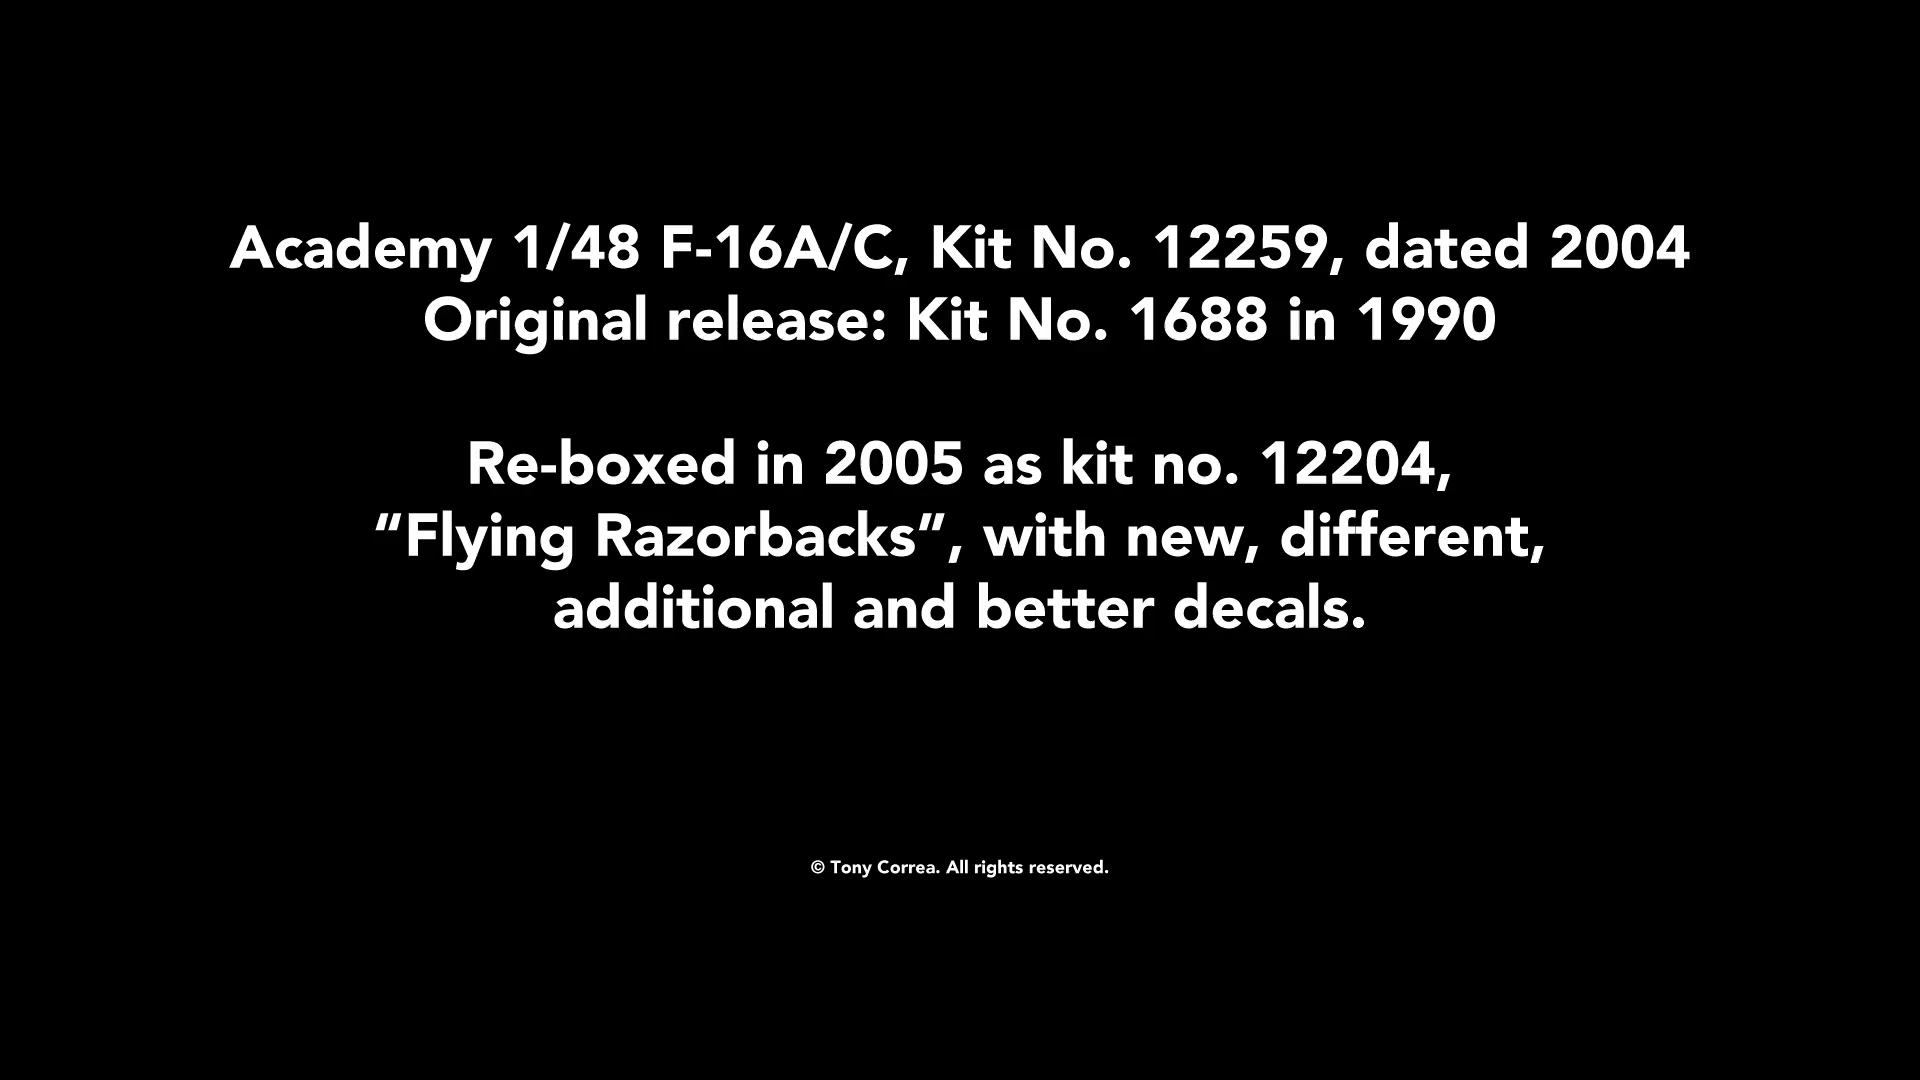 Academy 1/48 F-16A/C, Kit No. 12259, dated 2004
Original release: Kit No. 1688 in 1990
Re-boxed in 2005 as kit no. 12204,
“Flying Razorbacks”, with new, different,
additional and better decals.
© Tony Correa. All rights reserved.